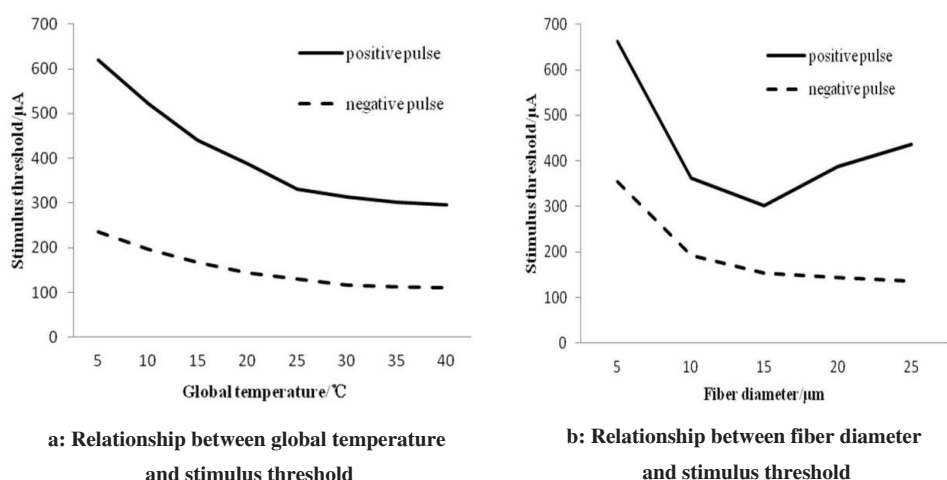 700
600
500
400
300
200
100
0
Stimulus threshold/μA
positive pulse
negative pulse
5 10 15 20 25 30 35 40
Global temperature/℃
a: Relationship between global temperature
and stimulus threshold
700
600
500
400
300
200
100
0
Stimulus threshold/μA
positive pulse
negative pulse
5 10 15 20 25
Fiber diameter/μm
b: Relationship between fiber diameter
and stimulus threshold